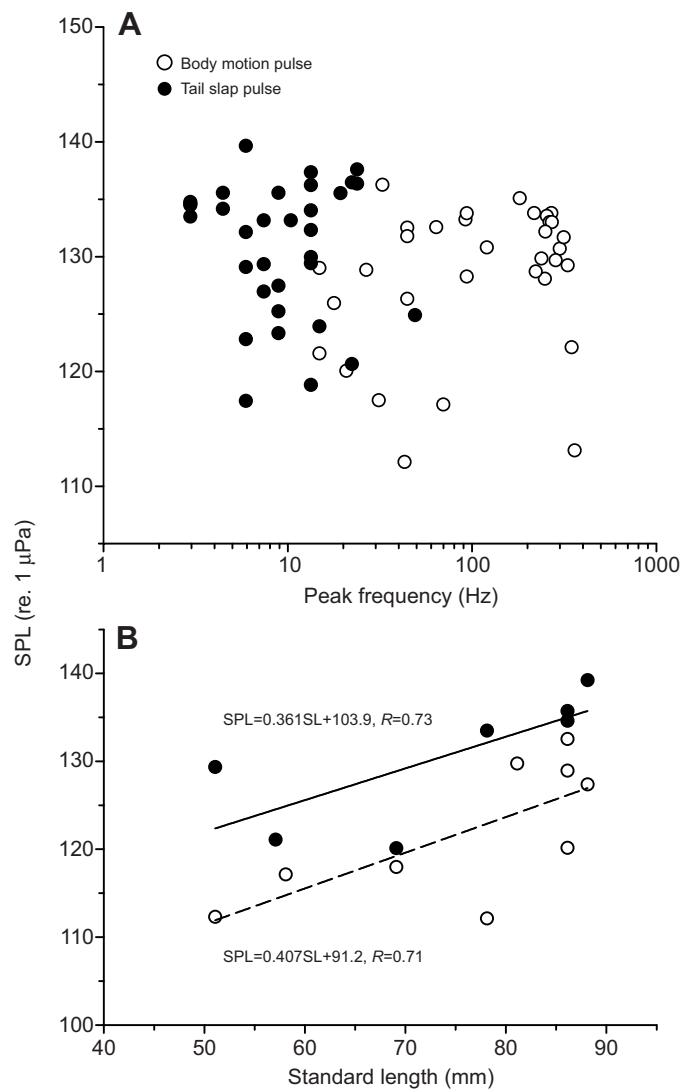 A
150
Body motion pulse
Tail slap pulse
140
130
120
110
1 10 100 1000
Peak frequency (Hz)
SPL (re. 1 μPa)
B
140
SPL=0.361SL+103.9, R=0.73
130
120
110
SPL=0.407SL+91.2, R=0.71
100
40 50 60 70 80 90
Standard length (mm)